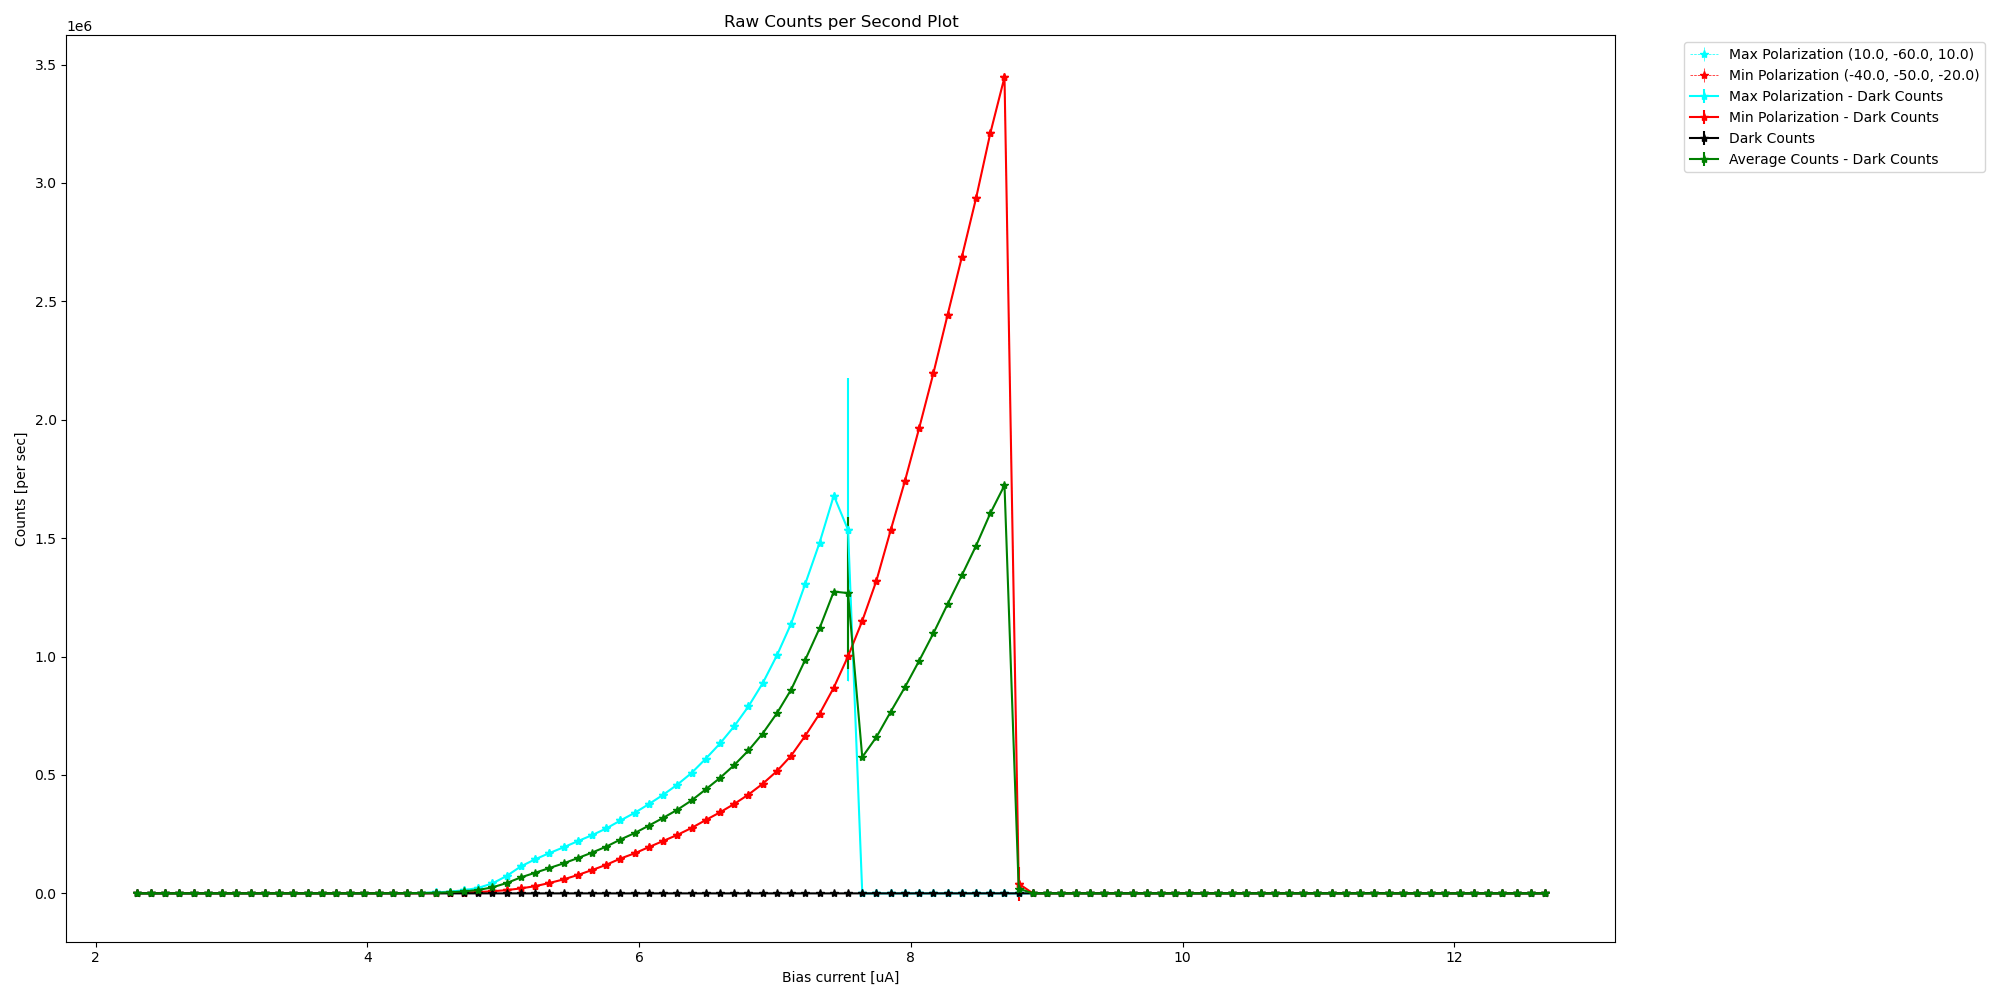 Raw Counts per Second Plot
1e6
3.5
3.0
2.5
2.0
1.5
1.0
0.5
0.0
Counts [per sec]
2 4 6 8 10 12
Bias current [uA]
Max Polarization (10.0, -60.0, 10.0)
Min Polarization (-40.0, -50.0, -20.0)
Max Polarization - Dark Counts
Min Polarization - Dark Counts
Dark Counts
Average Counts - Dark Counts